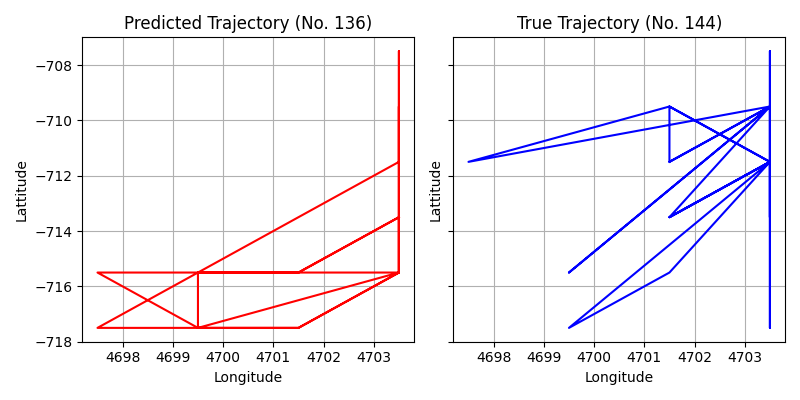 Predicted Trajectory (No. 136)
True Trajectory (No. 144)
−708
−710
−712
−714
−716
−718
Lattitude
Lattitude
4698 4699 4700 4701 4702 4703
4698 4699 4700 4701 4702 4703
Longitude
Longitude